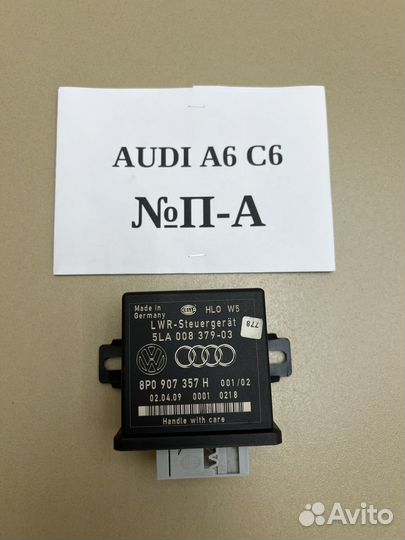 AUDI A6 C6
№П-А
Made in
Germany
HLO W5
LWR-Steuergerät
5LA 008 379-03
778
8P0 907 357 H 001/02
02.04.09 0001 0218
Handle with care
Avito